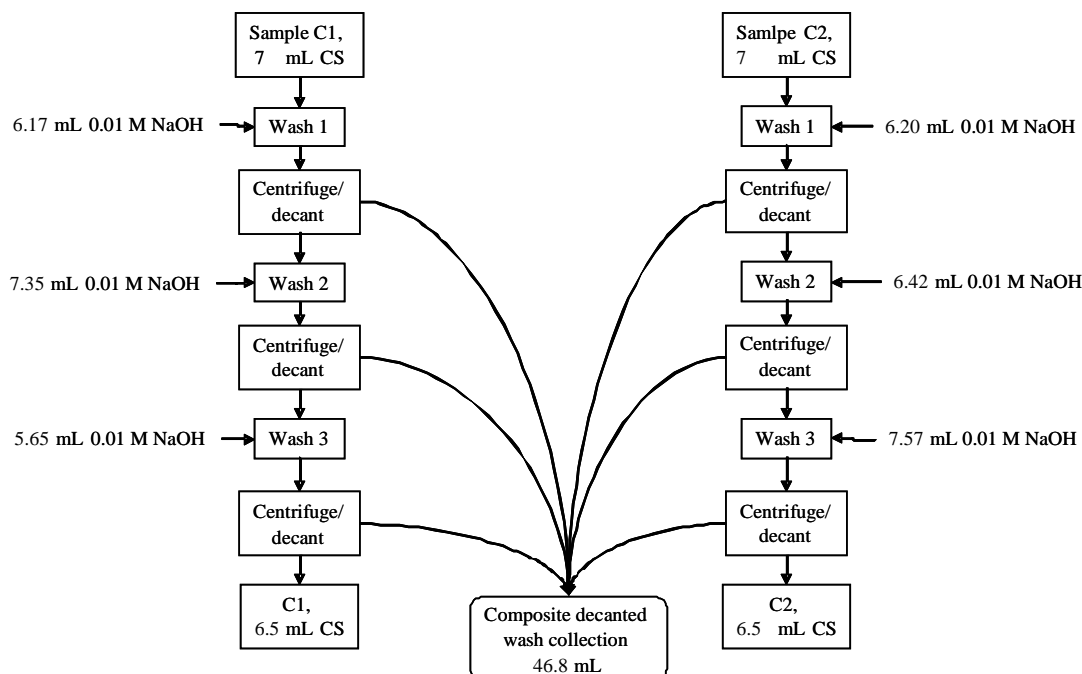 Sample C1,
7 mL CS
Samlpe C2,
7 mL CS
6.17 mL 0.01 M NaOH
Wash 1
Wash 1
6.20 mL 0.01 M NaOH
Centrifuge/
decant
Centrifuge/
decant
7.35 mL 0.01 M NaOH
Wash 2
Wash 2
6.42 mL 0.01 M NaOH
Centrifuge/
decant
Centrifuge/
decant
5.65 mL 0.01 M NaOH
Wash 3
Wash 3
7.57 mL 0.01 M NaOH
Centrifuge/
decant
Centrifuge/
decant
C1,
6.5 mL CS
Composite decanted
wash collection
46.8 mL
C2,
6.5 mL CS